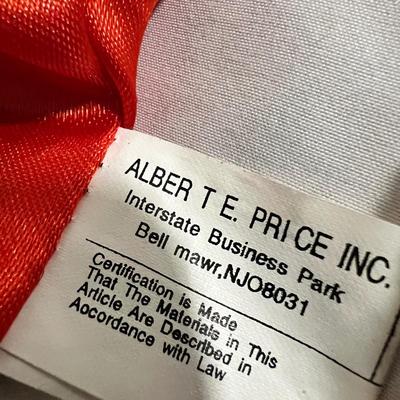 ALBER T E. PRICE INC.
Interstate Business Park
Bell mawr,NJO8031
Certification is Made
That The Materials in This
Article Are Described in
Aocordance with Law